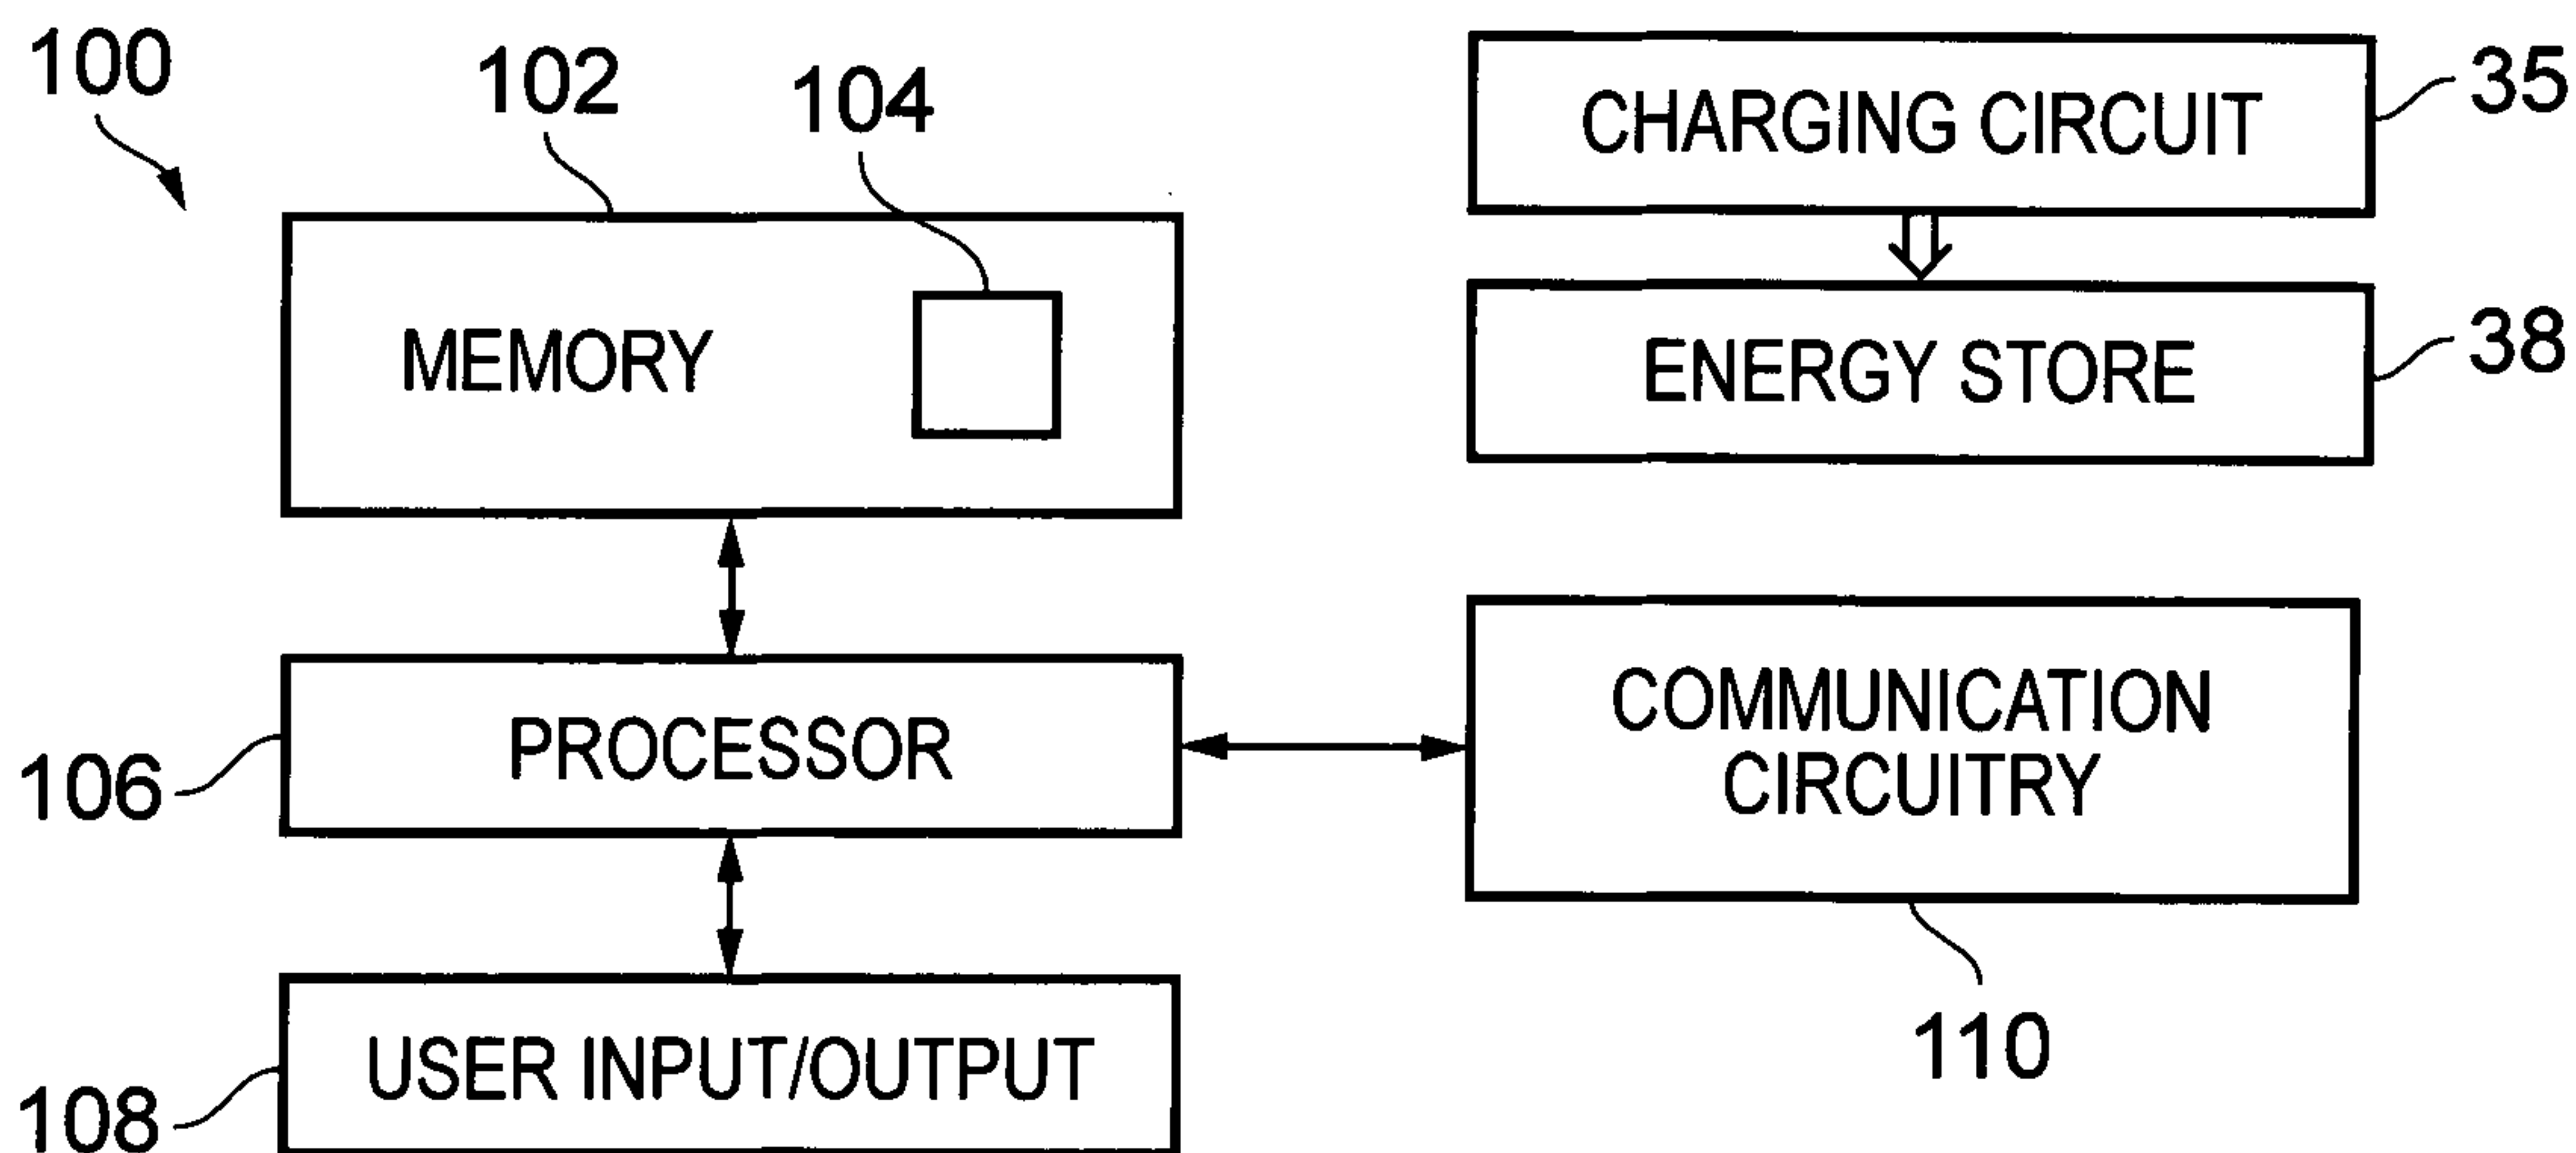 100
102
104
MEMORY
CHARGING CIRCUIT
35
ENERGY STORE
38
106
PROCESSOR
COMMUNICATION
CIRCUITRY
110
108
USER INPUT/OUTPUT